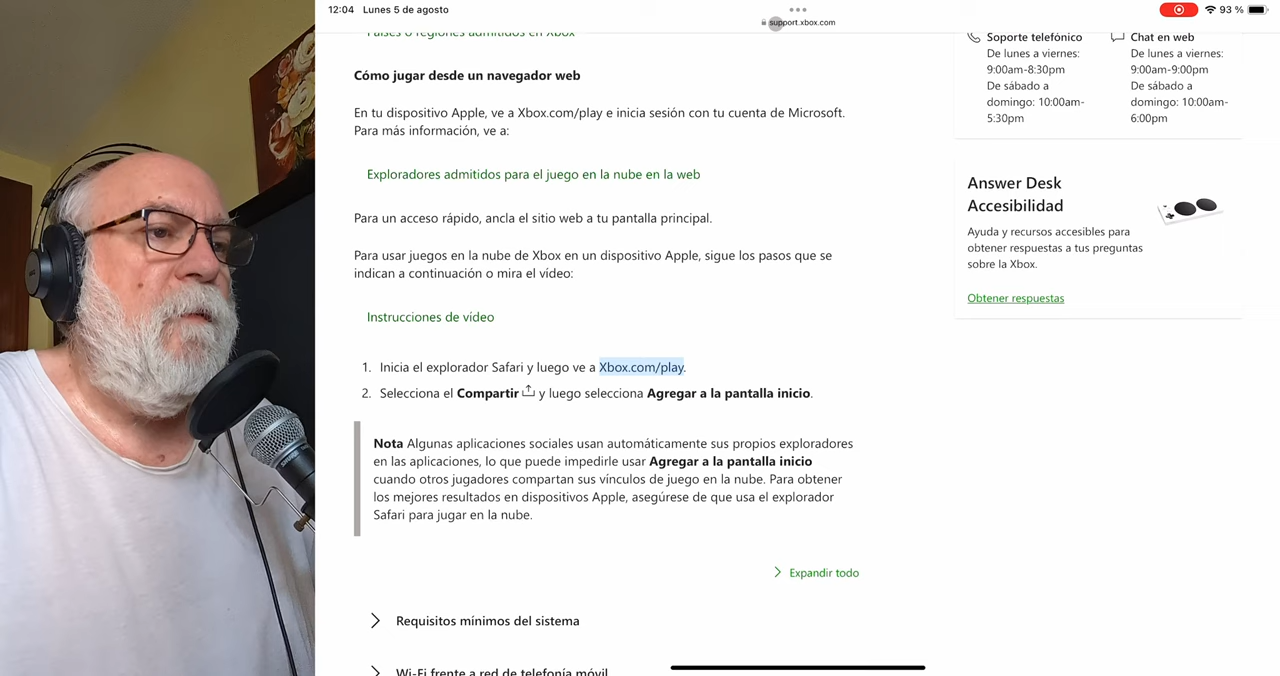 12:04 Lunes 5 de agosto
93 %
support.xbox.com
Países o regiones admitidos en Xbox
Cómo jugar desde un navegador web
En tu dispositivo Apple, ve a Xbox.com/play e inicia sesión con tu cuenta de Microsoft.
Para más información, ve a:
Exploradores admitidos para el juego en la nube en la web
Para un acceso rápido, ancla el sitio web a tu pantalla principal.
Para usar juegos en la nube de Xbox en un dispositivo Apple, sigue los pasos que se
indican a continuación o mira el vídeo:
Instrucciones de video
1. Inicia el explorador Safari y luego ve a Xbox.com/play.
2. Selecciona el Compartir y luego selecciona Agregar a la pantalla inicio.
Nota Algunas aplicaciones sociales usan automáticamente sus propios exploradores
en las aplicaciones, lo que puede impedirle usar Agregar a la pantalla inicio
cuando otros jugadores compartan sus vínculos de juego en la nube. Para obtener
los mejores resultados en dispositivos Apple, asegúrese de que usa el explorador
Safari para jugar en la nube.
Expandir todo
Requisitos mínimos del sistema
Wi-Fi frente a red de telefonía móvil
Soporte telefónico
De lunes a viernes:
9:00am-8:30pm
De sábado a
domingo: 10:00am-
5:30pm
Chat en web
De lunes a viernes:
9:00am-9:00pm
De sábado a
domingo: 10:00am-
6:00pm
Answer Desk
Accesibilidad
Ayuda y recursos accesibles para
obtener respuestas a tus preguntas
sobre la Xbox.
Obtener respuestas